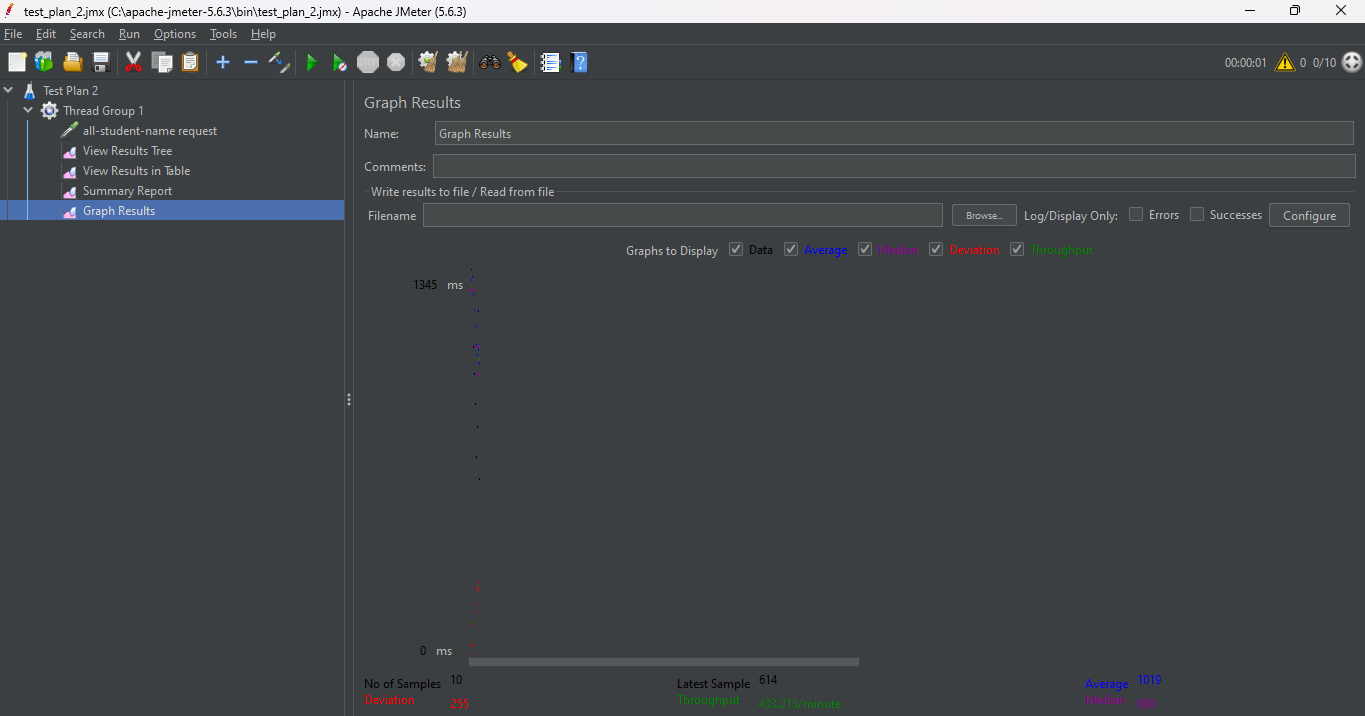 test_plan_2.jmx (C:\apache-jmeter-5.6.3\bin\test_plan_2.jmx) - Apache JMeter (5.6.3)
File Edit Search Run Options Tools Help
STOP 00:00:01 0 0/10
Test Plan 2
Thread Group 1
all-student-name request
View Results Tree
View Results in Table
Summary Report
Graph Results
Graph Results
Name: Graph Results
Comments:
Write results to file / Read from file
Filename Browse... Log/Display Only: Errors Successes Configure
Graphs to Display Data Average Median Deviation Throughput
1345 ms
0 ms
No of Samples 10 Latest Sample 614 Average 1019
Deviation 255 Throughput 433.213/minute Median